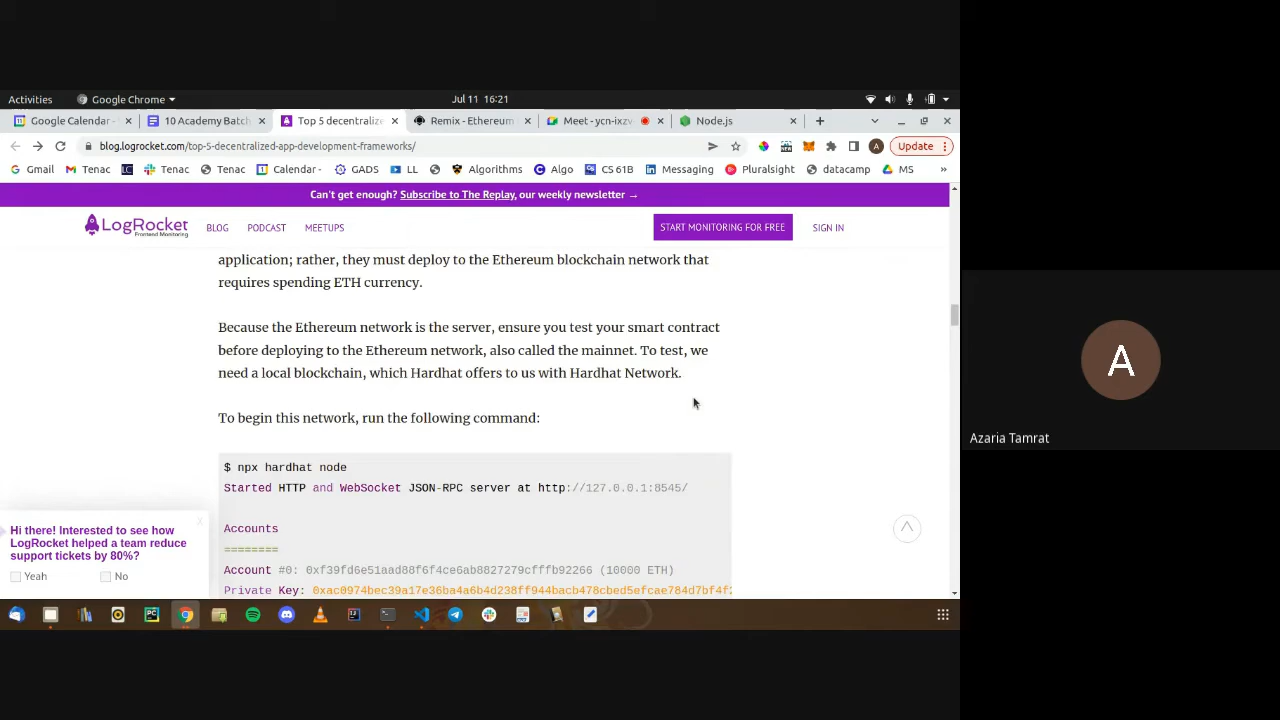 Activities Google Chrome Jul 11 16:21
Google Calendar - 10 Academy Batch Top 5 decentralize Remix - Ethereum Meet - ycn-ixzv Node.js
blog.logrocket.com/top-5-decentralized-app-development-frameworks/ A Update
Gmail Tenac LC Tenac Tenac Calendar - GADS LL Algorithms Algo CS 61B Messaging Pluralsight datacamp MS »
Can't get enough? Subscribe to The Replay, our weekly newsletter →
LogRocket BLOG PODCAST MEETUPS START MONITORING FOR FREE SIGN IN
Frontend Monitoring
application; rather, they must deploy to the Ethereum blockchain network that
requires spending ETH currency.
Because the Ethereum network is the server, ensure you test your smart contract
before deploying to the Ethereum network, also called the mainnet. To test, we
need a local blockchain, which Hardhat offers to us with Hardhat Network.
To begin this network, run the following command:
$ npx hardhat node
Started HTTP and WebSocket JSON-RPC server at http://127.0.0.1:8545/
Accounts
========
Account #0: 0xf39fd6e51aad88f6f4ce6ab8827279cfffb92266 (10000 ETH)
Private Key: 0xac0974bec39a17e36ba4a6b4d238ff944bacb478cbed5efcae784d7bf4f2
Hi there! Interested to see how
LogRocket helped a team reduce
support tickets by 80%?
Yeah No
X
A
Azaria Tamrat